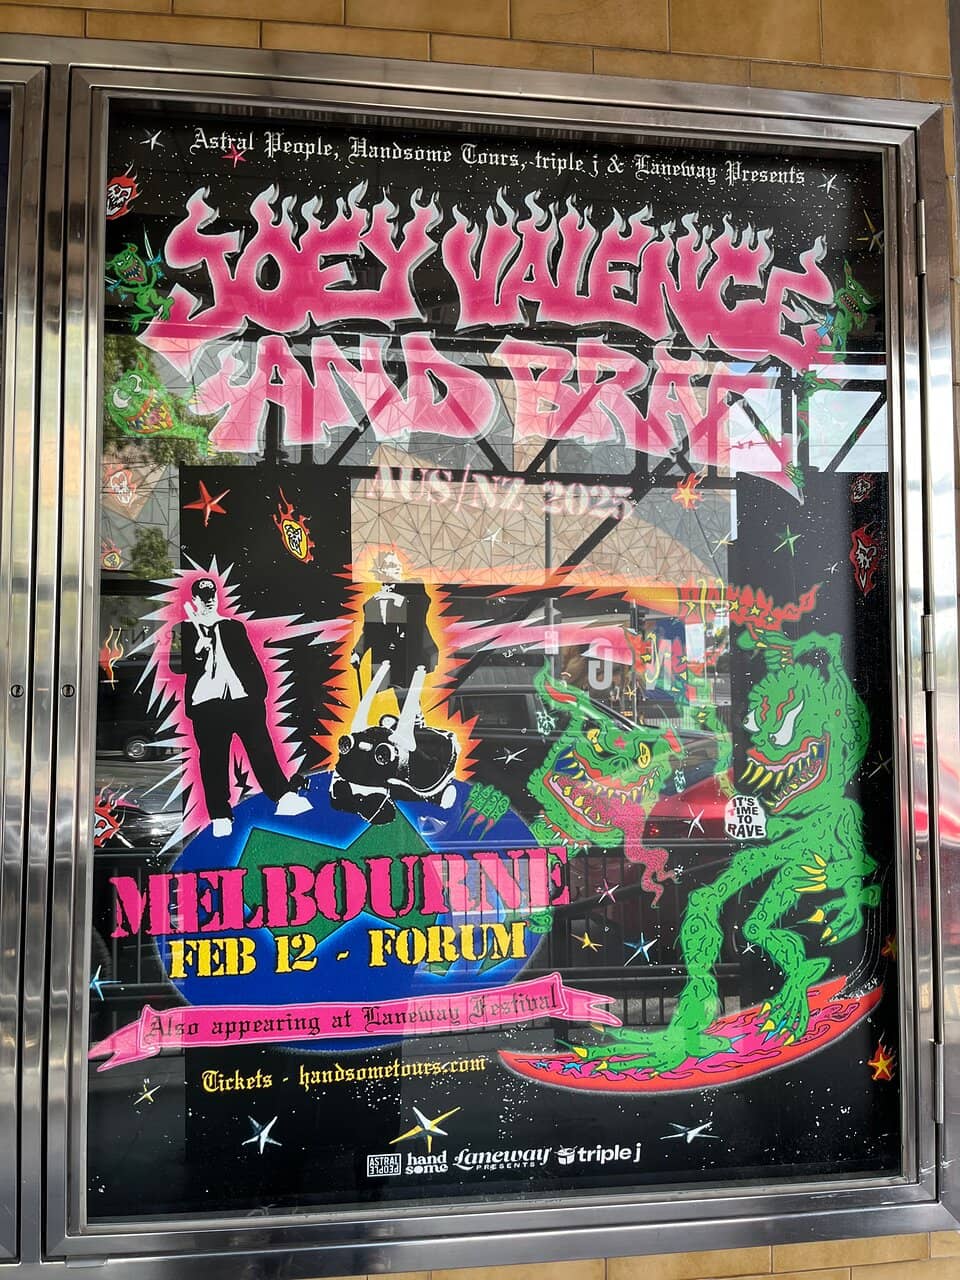 Astral People, Handsome Tours, triple j & Laneway Presents
JOEY VALENCE
AND BRAE
AUS/NZ 2025
IT'S
TIME
TO
RAVE
MELBOURNE
FEB 12 - FORUM
Also appearing at Laneway Festival
Tickets - handsometours.com
ASTRAL
PEOPLE
hand
some
Laneway
PRESENTS
triple j